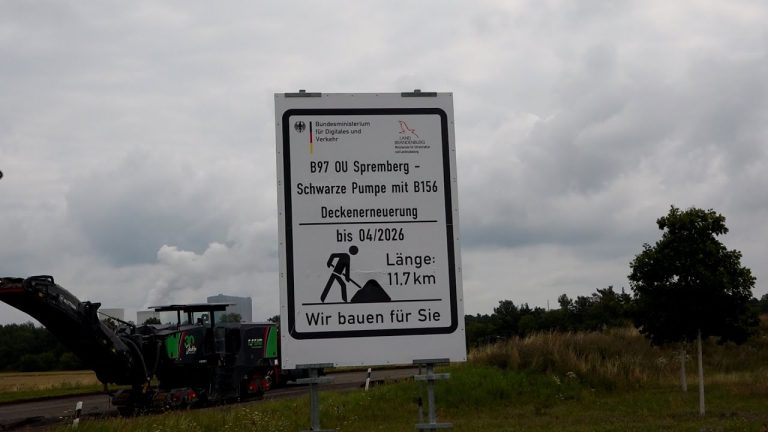 Bundesministerium
für Digitales und
Verkehr
LAND
BRANDENBURG
B97 OU Spremberg -
Schwarze Pumpe mit B156
Deckenerneuerung
bis 04/2026
Länge:
11.7 km
Wir bauen für Sie